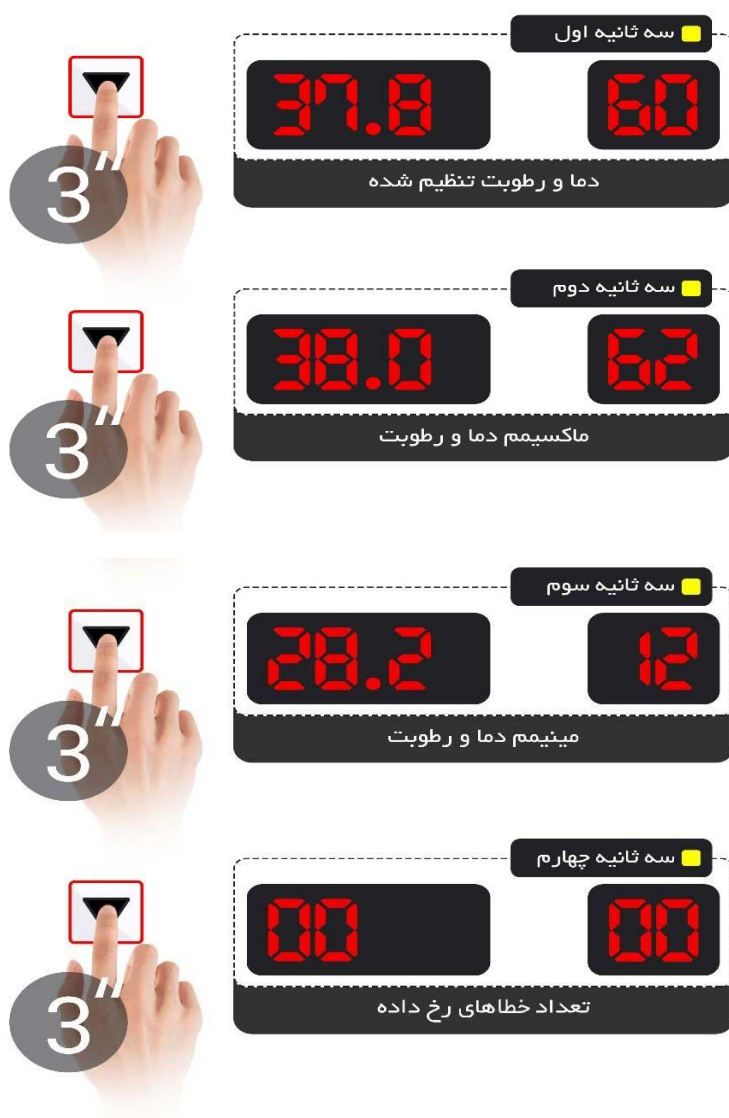 سه ثانیه اول
37.8 60
3"
دما و رطوبت تنظیم شده
سه ثانیه دوم
38.0 62
3"
ماکسیمم دما و رطوبت
سه ثانیه سوم
28.2 12
3"
مینیمم دما و رطوبت
سه ثانیه چهارم
00 00
3"
تعداد خطاهای رخ داده